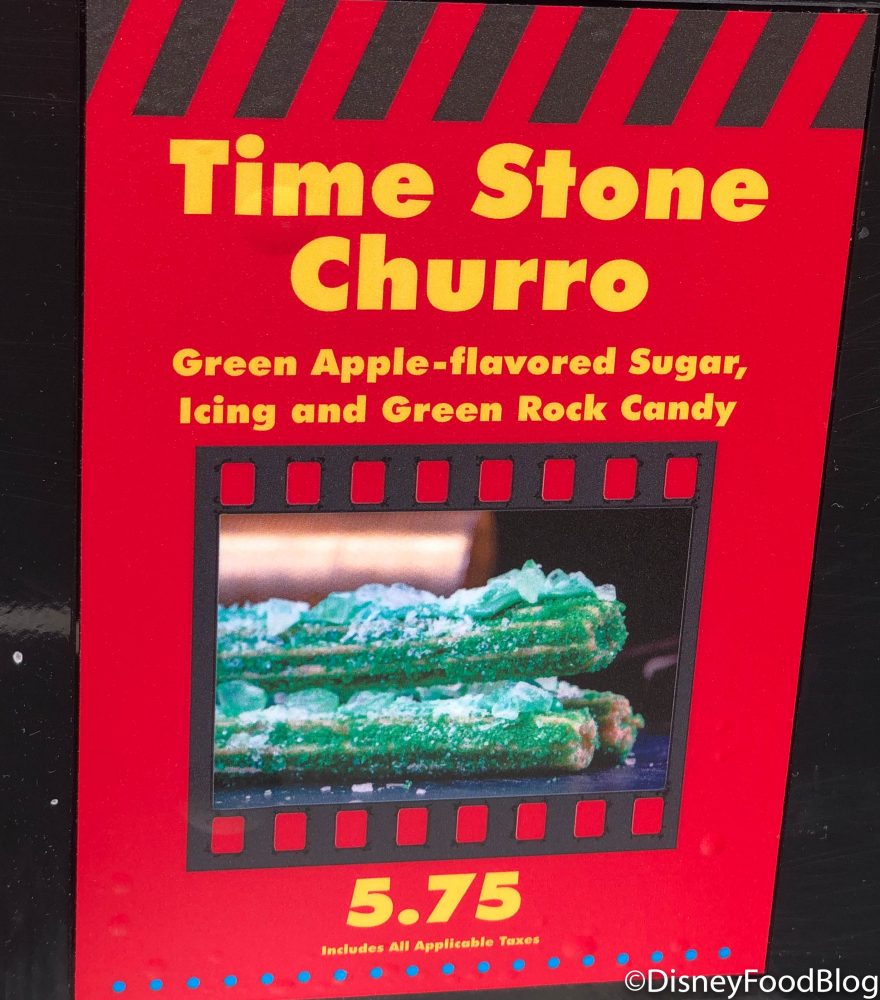 Time Stone
Churro
Green Apple-flavored Sugar,
Icing and Green Rock Candy
5.75
Includes All Applicable Taxes
©DisneyFoodBlog